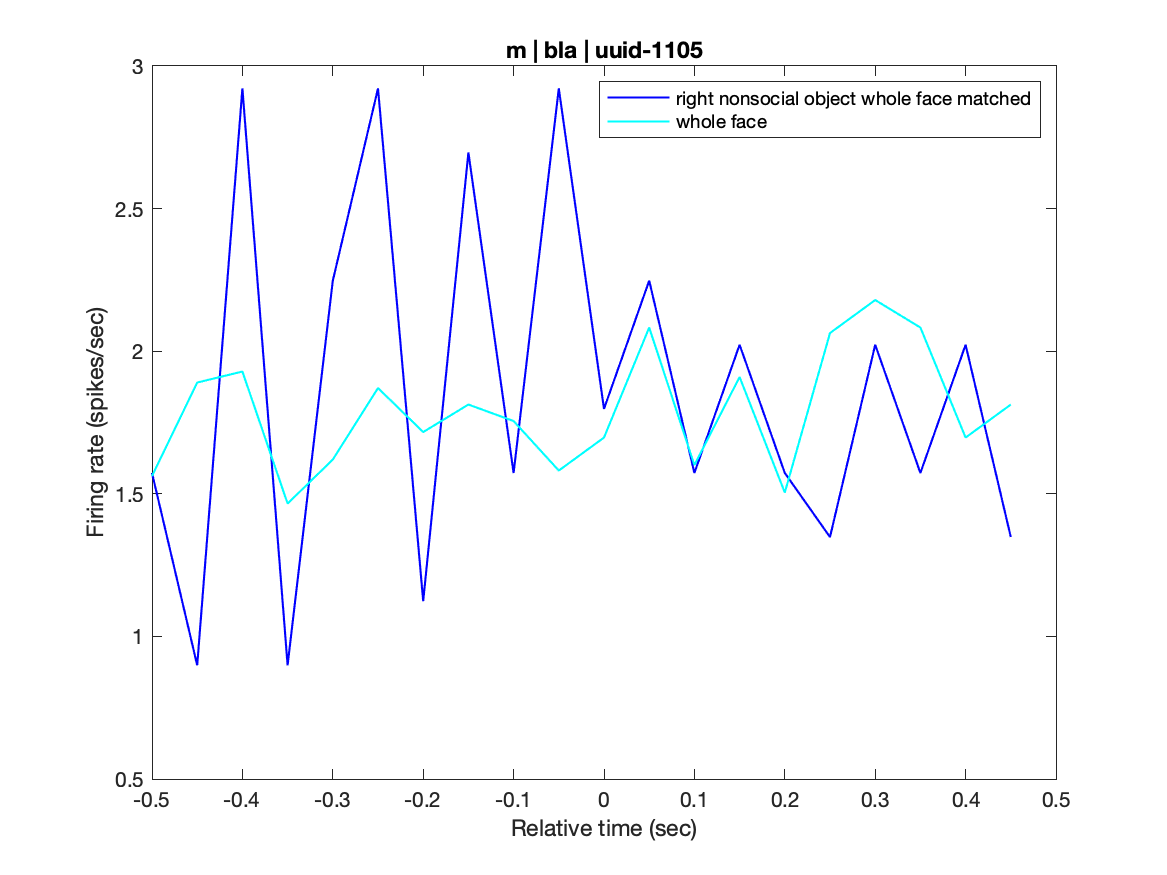 m | bla | uuid-1105
right nonsocial object whole face matched
whole face
Firing rate (spikes/sec)
3
2.5
2
1.5
1
0.5
-0.5 -0.4 -0.3 -0.2 -0.1 0 0.1 0.2 0.3 0.4 0.5
Relative time (sec)